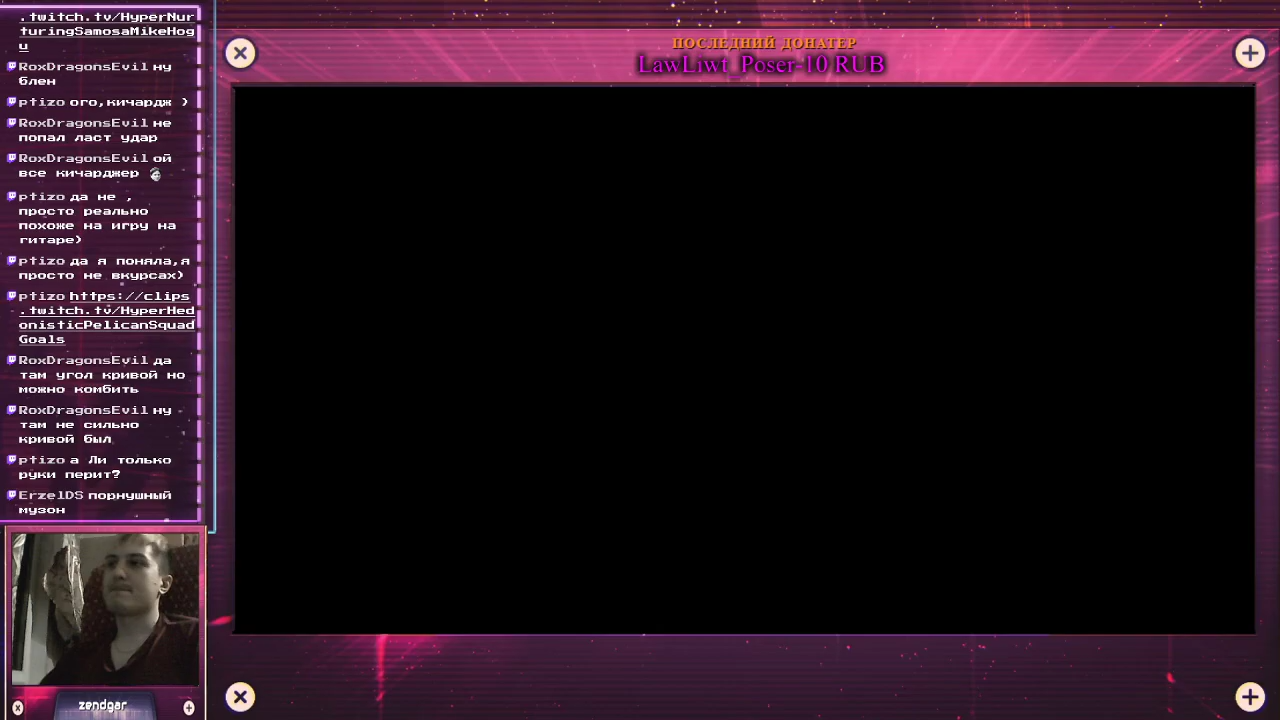 .twitch.tv/HyperNur
turingSamosaMikeHog
u
RoxDragonsEvil ну
блен
ptizo ого,кичардж )
RoxDragonsEvil не
попал ласт удар
RoxDragonsEvil ой
все кичарджер
ptizo да не ,
просто реально
похоже на игру на
гитаре)
ptizo да я поняла,я
просто не вкурсах)
ptizo https://clips
.twitch.tv/HyperHed
onisticPelicanSquad
Goals
RoxDragonsEvil да
там угол кривой но
можно комбить
RoxDragonsEvil ну
там не сильно
кривой был
ptizo а Ли только
руки перит?
ErzelDS порнушный
музон
zendgar
ПОСЛЕДНИЙ ДОНАТЕР
LawLiwt_Poser-10 RUB